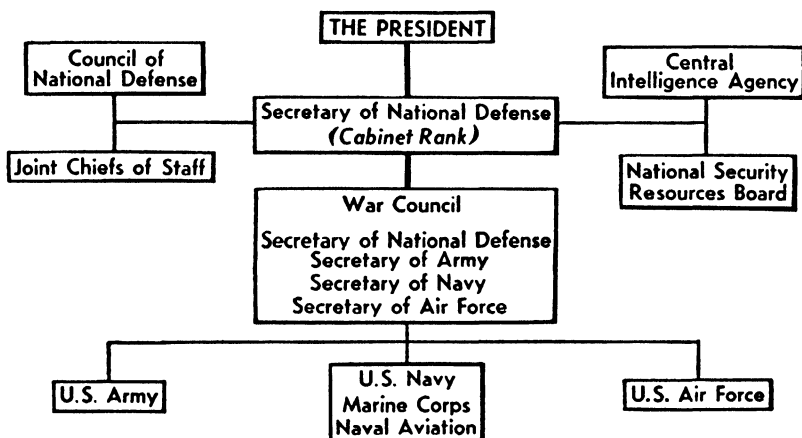 THE PRESIDENT
Council of
National Defense
Central
Intelligence Agency
Secretary of National Defense
(Cabinet Rank)
Joint Chiefs of Staff
National Security
Resources Board
War Council
Secretary of National Defense
Secretary of Army
Secretary of Navy
Secretary of Air Force
U.S. Army
U.S. Navy
Marine Corps
Naval Aviation
U.S. Air Force